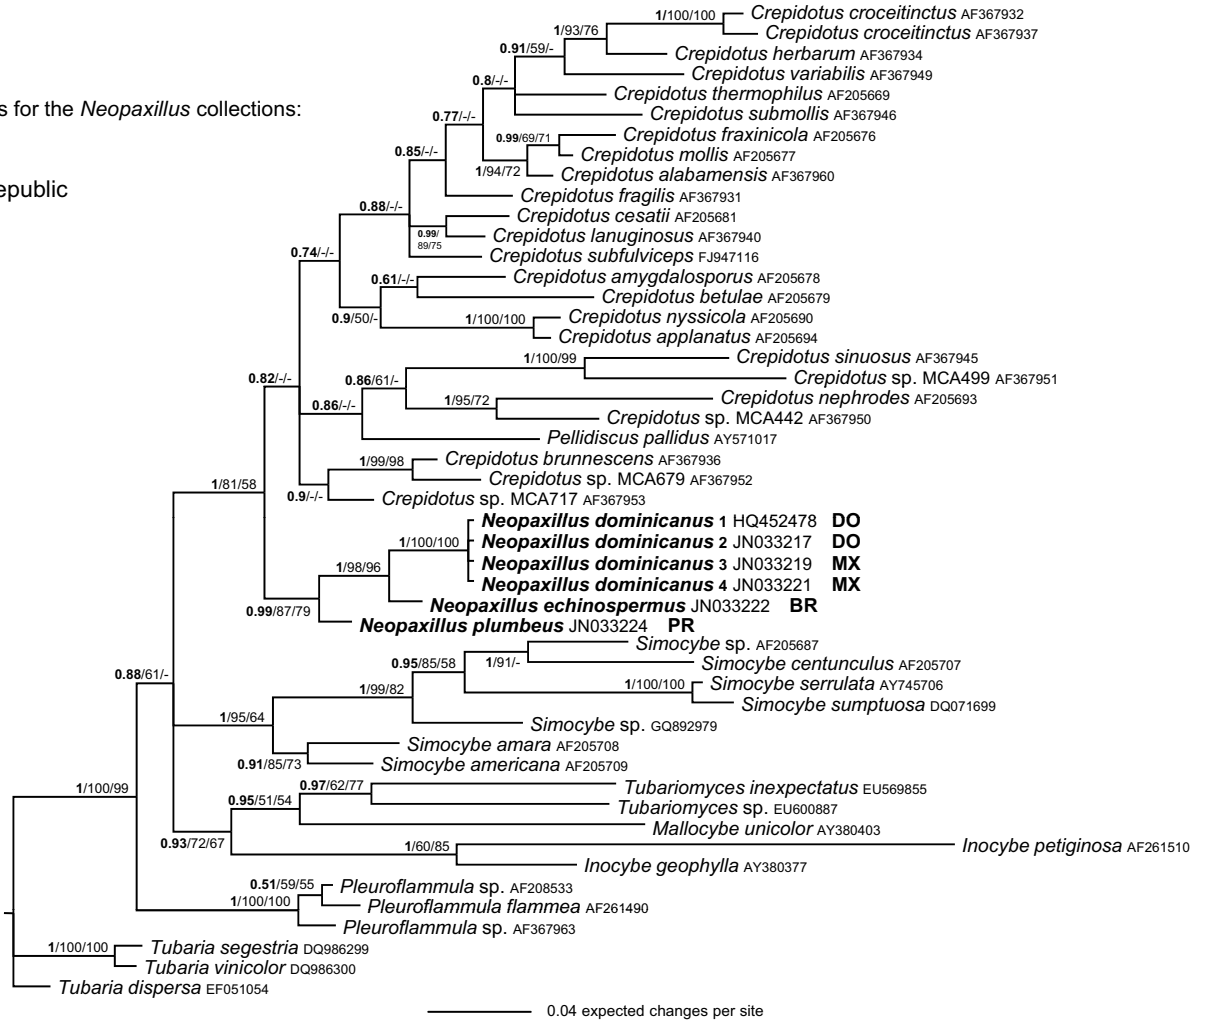 1/100/100 Crepidotus croceitinctus AF367932
Crepidotus croceitinctus AF367937
1/93/76
Crepidotus herbarum AF367934
0.91/59/-
Crepidotus variabilis AF367949
0.8/-/-
Crepidotus thermophilus AF205669
s for the Neopaxillus collections:
Crepidotus submollis AF367946
0.77/-/-
Crepidotus fraxinicola AF205676
0.99/69/71
Crepidotus mollis AF205677
0.85/-/-
1/94/72
Crepidotus alabamensis AF367960
epublic
Crepidotus fragilis AF367931
0.88/-/-
Crepidotus cesatii AF205681
0.99/
89/75
Crepidotus lanuginosus AF367940
0.74/-/-
Crepidotus subfulviceps FJ947116
0.61/-/-
Crepidotus amygdalosporus AF205678
Crepidotus betulae AF205679
0.9/50/-
1/100/100
Crepidotus nyssicola AF205690
Crepidotus applanatus AF205694
1/100/99
Crepidotus sinuosus AF367945
0.82/-/-
0.86/61/-
Crepidotus sp. MCA499 AF367951
0.86/-/-
1/95/72
Crepidotus nephrodes AF205693
Crepidotus sp. MCA442 AF367950
Pellidiscus pallidus AY571017
1/99/98
Crepidotus brunnescens AF367936
Crepidotus sp. MCA679 AF367952
1/81/58
0.9/-/-
Crepidotus sp. MCA717 AF367953
Neopaxillus dominicanus 1 HQ452478 DO
1/100/100
Neopaxillus dominicanus 2 JN033217 DO
Neopaxillus dominicanus 3 JN033219 MX
1/98/96
Neopaxillus dominicanus 4 JN033221 MX
0.99/87/79
Neopaxillus echinospermus JN033222 BR
Neopaxillus plumbeus JN033224 PR
Simocybe sp. AF205687
0.95/85/58
1/91/-
Simocybe centunculus AF205707
0.88/61/-
1/99/82
1/100/100
Simocybe serrulata AY745706
Simocybe sumptuosa DQ071699
1/95/64
Simocybe sp. GQ892979
Simocybe amara AF205708
0.91/85/73
Simocybe americana AF205709
1/100/99
0.97/62/77
Tubariomyces inexpectatus EU569855
0.95/51/54
Tubariomyces sp. EU600887
Mallocybe unicolor AY380403
0.93/72/67
1/60/85
Inocybe petiginosa AF261510
Inocybe geophylla AY380377
0.51/59/55
Pleuroflammula sp. AF208533
1/100/100
Pleuroflammula flammea AF261490
Pleuroflammula sp. AF367963
1/100/100
Tubaria segestria DQ986299
Tubaria vinicolor DQ986300
Tubaria dispersa EF051054
0.04 expected changes per site